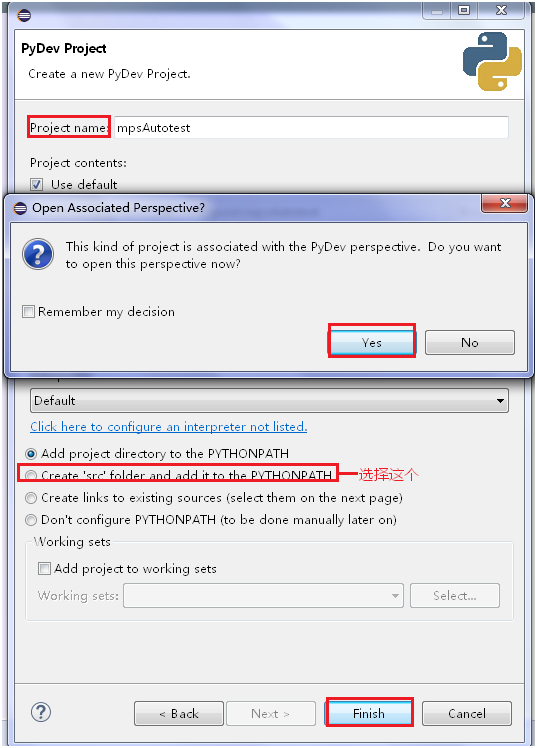 PyDev Project
Create a new PyDev Project.
Project name: mpsAutotest
Project contents:
Use default
Open Associated Perspective?
This kind of project is associated with the PyDev perspective. Do you want
to open this perspective now?
Remember my decision
Yes No
Default
Click here to configure an interpreter not listed.
Add project directory to the PYTHONPATH
Create 'src' folder and add it to the PYTHONPATH 选择这个
Create links to existing sources (select them on the next page)
Don't configure PYTHONPATH (to be done manually later on)
Working sets
Add project to working sets
Working sets: Select...
< Back Next > Finish Cancel